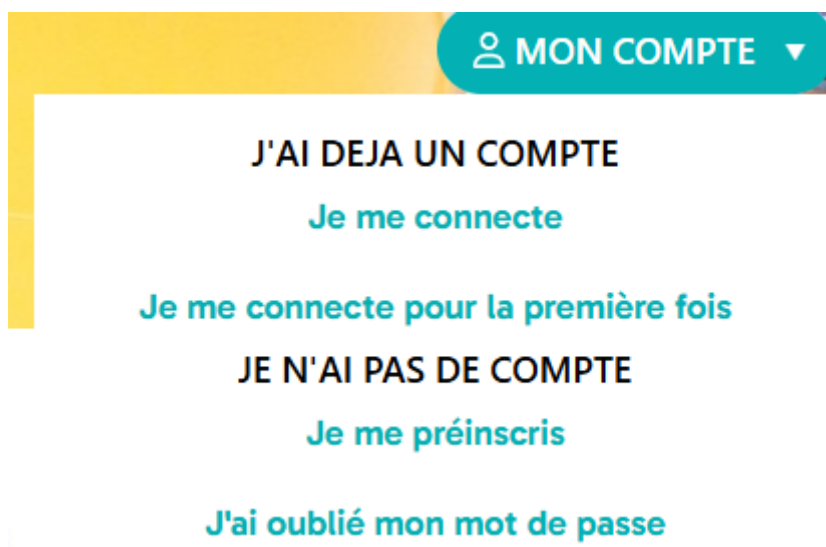 MON COMPTE ▼
J'AI DEJA UN COMPTE
Je me connecte
Je me connecte pour la première fois
JE N'AI PAS DE COMPTE
Je me préinscris
J'ai oublié mon mot de passe